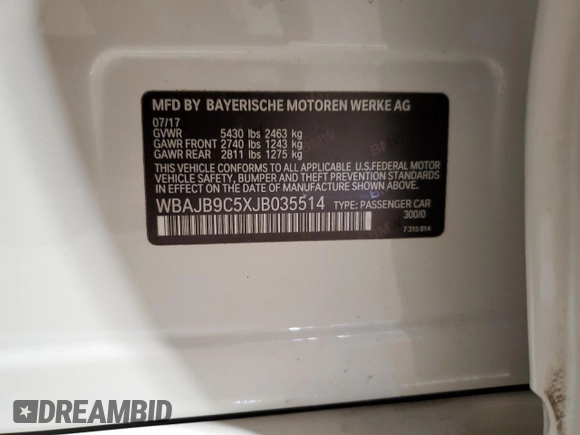 MFD BY BAYERISCHE MOTOREN WERKE AG
07/17
GVWR 5430 lbs 2463 kg
GAWR FRONT 2740 lbs 1243 kg
GAWR REAR 2811 lbs 1275 kg
THIS VEHICLE CONFORMS TO ALL APPLICABLE U.S.FEDERAL MOTOR
VEHICLE SAFETY, BUMPER AND THEFT PREVENTION STANDARDS
IN EFFECT ON THE DATE OF MANUFACTURE SHOWN ABOVE.
WBAJB9C5XJB035514 TYPE: PASSENGER CAR
300/0
7 315 814
DREAMBID